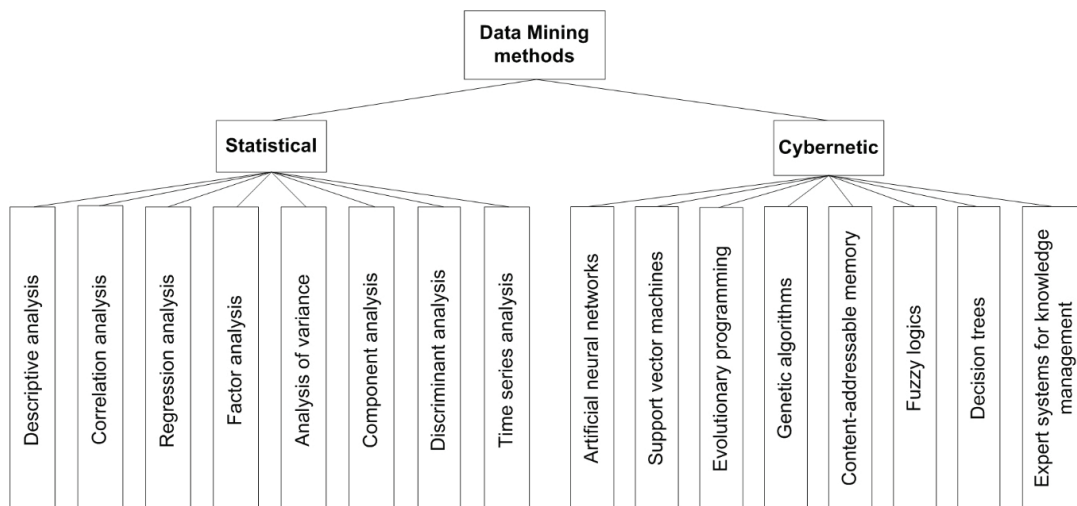 Data Mining
methods
Statistical
Cybernetic
Descriptive analysis
Correlation analysis
Regression analysis
Factor analysis
Analysis of variance
Component analysis
Discriminant analysis
Time series analysis
Artificial neural networks
Support vector machines
Evolutionary programming
Genetic algorithms
Content-addressable memory
Fuzzy logics
Decision trees
Expert systems for knowledge
management